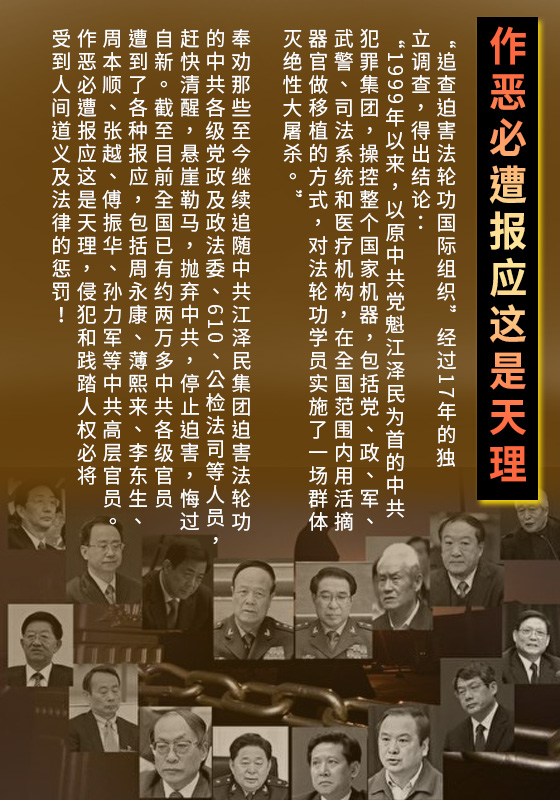 作恶必遭报应这是天理
“追查迫害法轮功国际组织”经过17年的独
立调查，得出结论：
“1999年以来，以原中共党魁江泽民为首的中共
犯罪集团，操控整个国家机器，包括党、政、军、
武警、司法系统和医疗机构，在全国范围内用活摘
器官做移植的方式，对法轮功学员实施了一场群体
灭绝性大屠杀。”
奉劝那些至今继续追随中共江泽民集团迫害法轮功
的中共各级党政及政法委、610、公检法司等人员，
赶快清醒，悬崖勒马，抛弃中共，停止迫害，悔过
自新。截至目前全国已有约两万多中共各级官员
遭到了各种报应，包括周永康、薄熙来、李东生、
周本顺、张越、傅振华、孙力军等中共高层官员。
作恶必遭报应这是天理，侵犯和践踏人权必将
受到人间道义及法律的惩罚！